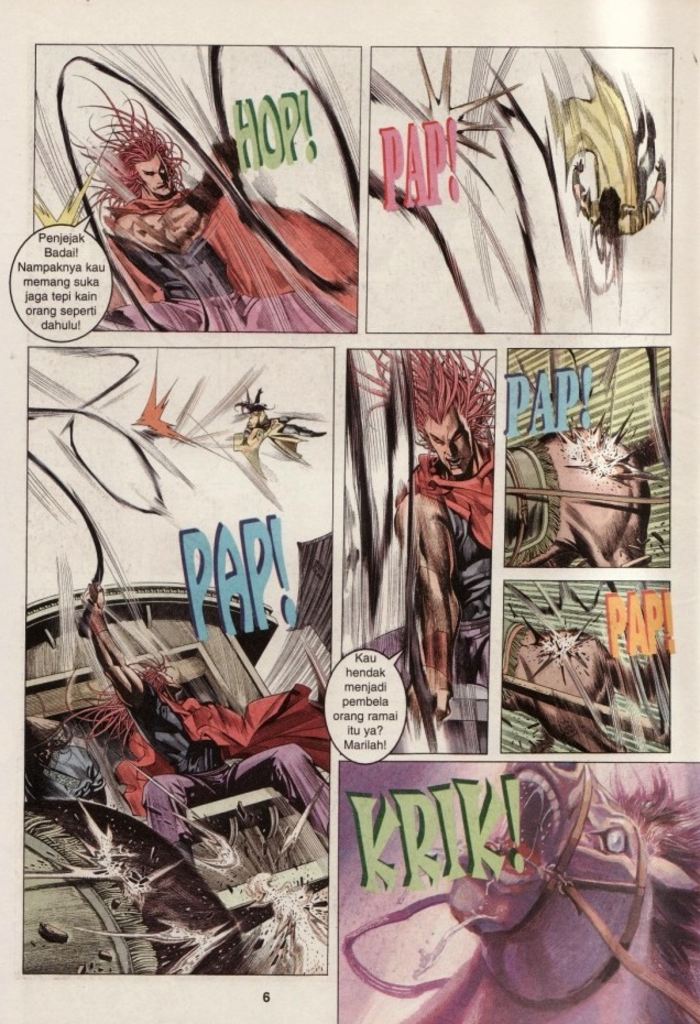 HOP!
Penjejak
Badai!
Nampaknya kau
memang suka
jaga tepi kain
orang seperti
dahulu!
PAP!
PAP!
Kau
hendak
menjadi
pembela
orang ramai
itu ya?
Marilah!
PAP!
PAP!
KRIK!
6